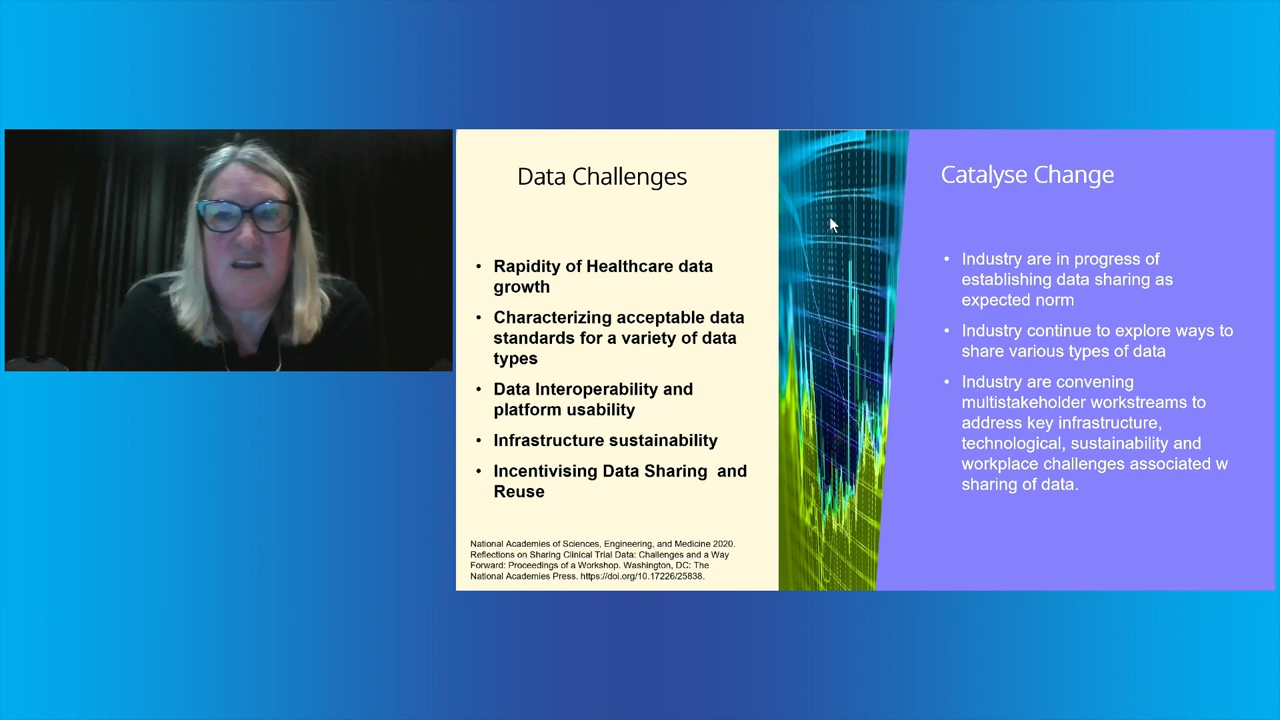 Data Challenges
• Rapidity of Healthcare data
growth
• Characterizing acceptable data
standards for a variety of data
types
• Data Interoperability and
platform usability
• Infrastructure sustainability
• Incentivising Data Sharing  and
Reuse
National Academies of Sciences, Engineering, and Medicine 2020.
Reflections on Sharing Clinical Trial Data: Challenges and a Way
Forward: Proceedings of a Workshop. Washington, DC: The
National Academies Press. https://doi.org/10.17226/25838.
Catalyse Change
• Industry are in progress of
establishing data sharing as
expected norm
• Industry continue to explore ways to
share various types of data
• Industry are convening
multistakeholder workstreams to
address key infrastructure,
technological, sustainability and
workplace challenges associated w
sharing of data.